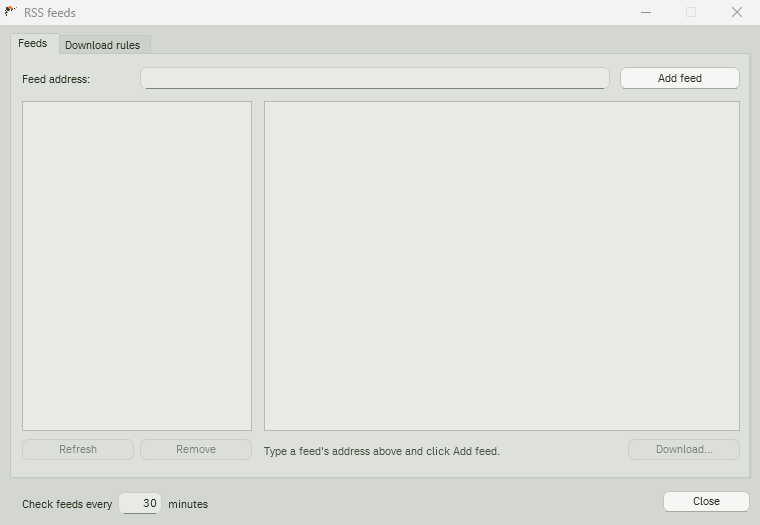 RSS feeds
Feeds
Download rules
Feed address:
Add feed
Refresh
Remove
Type a feed's address above and click Add feed.
Download...
Check feeds every 30 minutes
Close